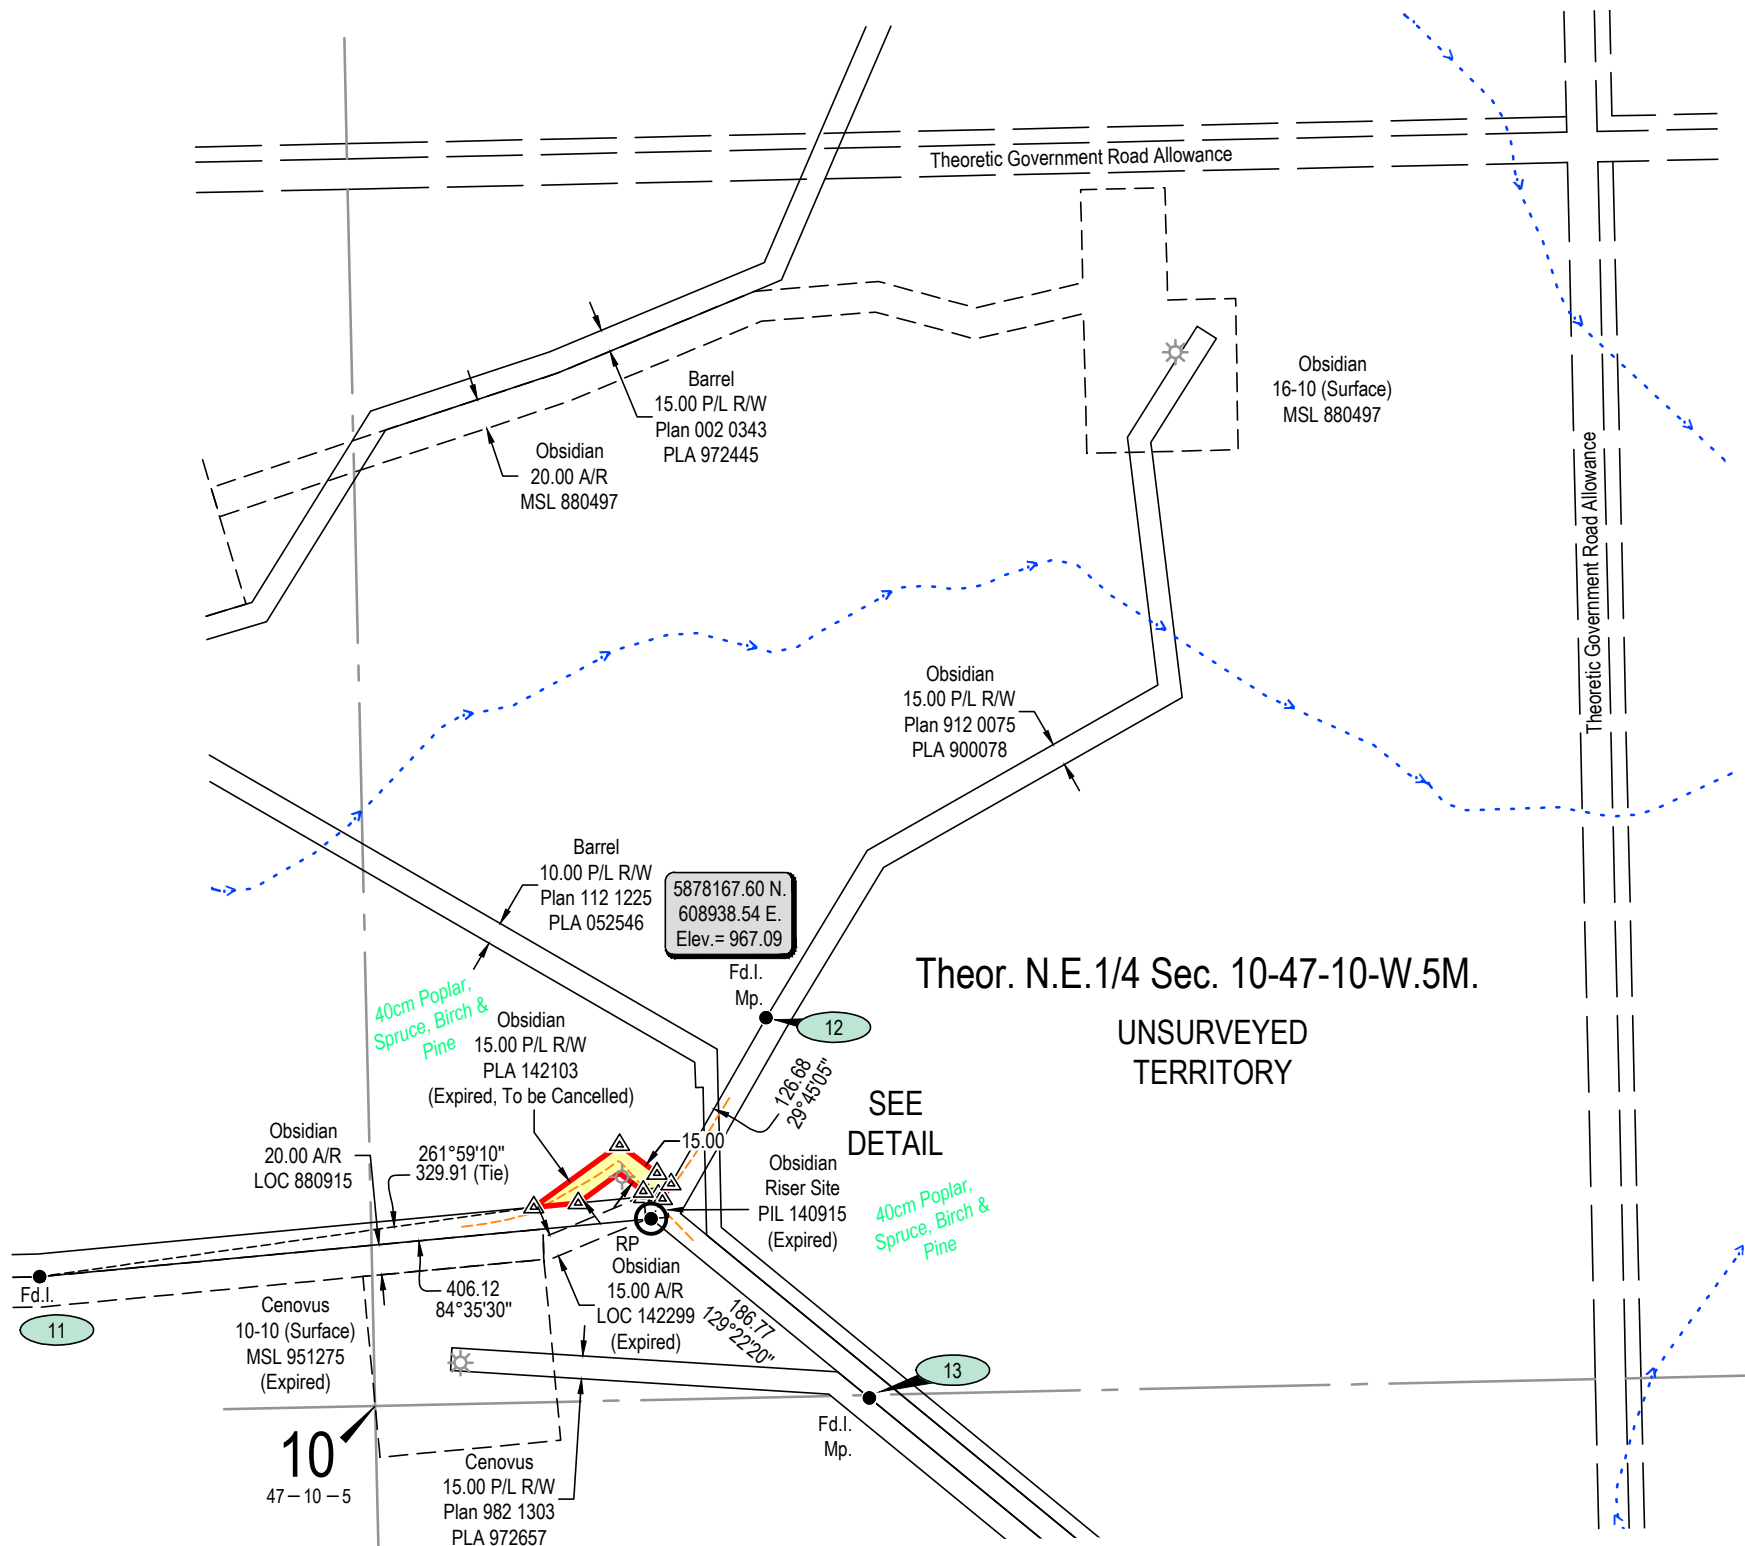 Theoretic Government Road Allowance
Barrel
15.00 P/L R/W
Plan 002 0343
PLA 972445
Obsidian
20.00 A/R
MSL 880497
Obsidian
16-10 (Surface)
MSL 880497
Theoretic Government Road Allowance
Obsidian
15.00 P/L R/W
Plan 912 0075
PLA 900078
Barrel
10.00 P/L R/W
Plan 112 1225
PLA 052546
5878167.60 N.
608938.54 E.
Elev.= 967.09
Fd.I.
Mp.
12
Theor. N.E.1/4 Sec. 10-47-10-W.5M.
UNSURVEYED
TERRITORY
40cm Poplar,
Spruce, Birch &
Pine
Obsidian
15.00 P/L R/W
PLA 142103
(Expired, To be Cancelled)
126.68
29°45'05"
SEE
DETAIL
15.00
Obsidian
20.00 A/R
LOC 880915
261°59'10"
329.91 (Tie)
Obsidian
Riser Site
PIL 140915
(Expired)
40cm Poplar,
Spruce, Birch &
Pine
RP
Obsidian
15.00 A/R
LOC 142299
(Expired)
406.12
84°35'30"
Fd.I.
11
Cenovus
10-10 (Surface)
MSL 951275
(Expired)
186.77
129°22'20"
13
Fd.I.
Mp.
10
47-10-5
Cenovus
15.00 P/L R/W
Plan 982 1303
PLA 972657